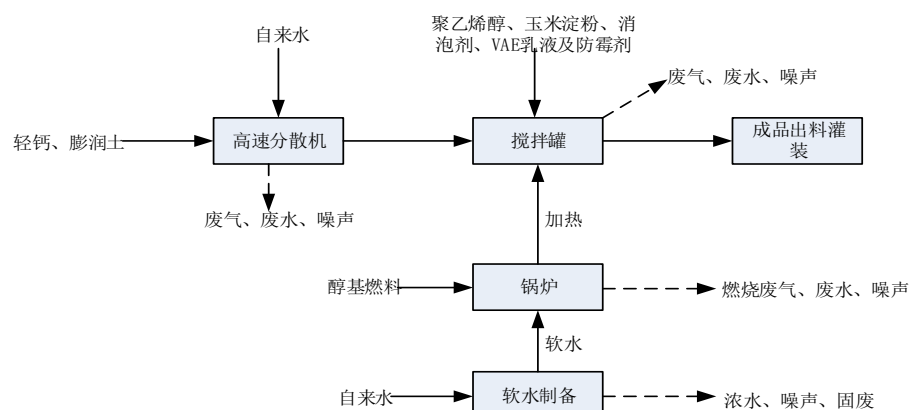 聚乙烯醇、玉米淀粉、消
泡剂、VAE乳液及防霉剂
自来水
废气、废水、噪声
轻钙、膨润土
高速分散机
搅拌罐
成品出料灌
装
废气、废水、噪声
加热
醇基燃料
锅炉
燃烧废气、废水、噪声
软水
自来水
软水制备
浓水、噪声、固废